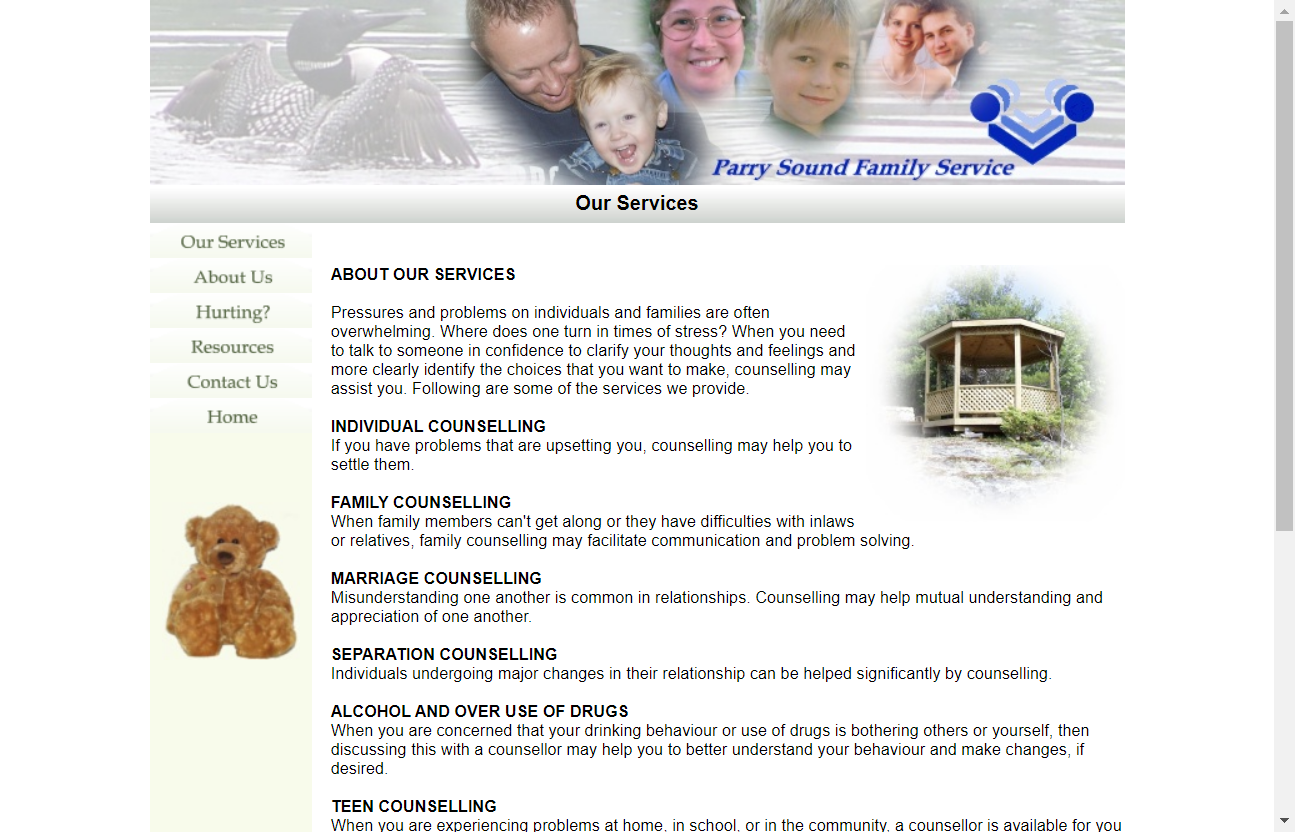 Parry Sound Family Service
Our Services
Our Services
About Us
Hurting?
Resources
Contact Us
Home
ABOUT OUR SERVICES
Pressures and problems on individuals and families are often
overwhelming. Where does one turn in times of stress? When you need
to talk to someone in confidence to clarify your thoughts and feelings and
more clearly identify the choices that you want to make, counselling may
assist you. Following are some of the services we provide.
INDIVIDUAL COUNSELLING
If you have problems that are upsetting you, counselling may help you to
settle them.
FAMILY COUNSELLING
When family members can't get along or they have difficulties with inlaws
or relatives, family counselling may facilitate communication and problem solving.
MARRIAGE COUNSELLING
Misunderstanding one another is common in relationships. Counselling may help mutual understanding and
appreciation of one another.
SEPARATION COUNSELLING
Individuals undergoing major changes in their relationship can be helped significantly by counselling.
ALCOHOL AND OVER USE OF DRUGS
When you are concerned that your drinking behaviour or use of drugs is bothering others or yourself, then
discussing this with a counsellor may help you to better understand your behaviour and make changes, if
desired.
TEEN COUNSELLING
When you are experiencing problems at home, in school, or in the community, a counsellor is available for you